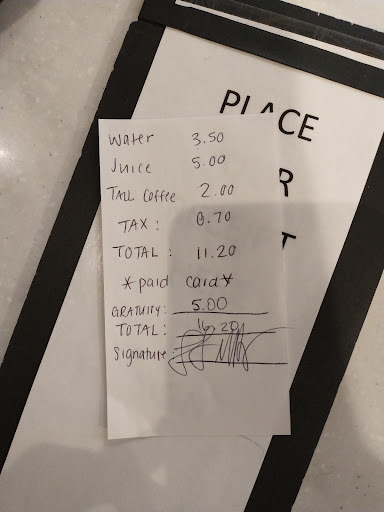 PLACE
R
T
Water 3.50
Juice 5.00
TALL Coffee 2.00
TAX: 0.70
TOTAL: 11.20
*paid card*
GRATUITY: 5.00
TOTAL: 16.20
Signature